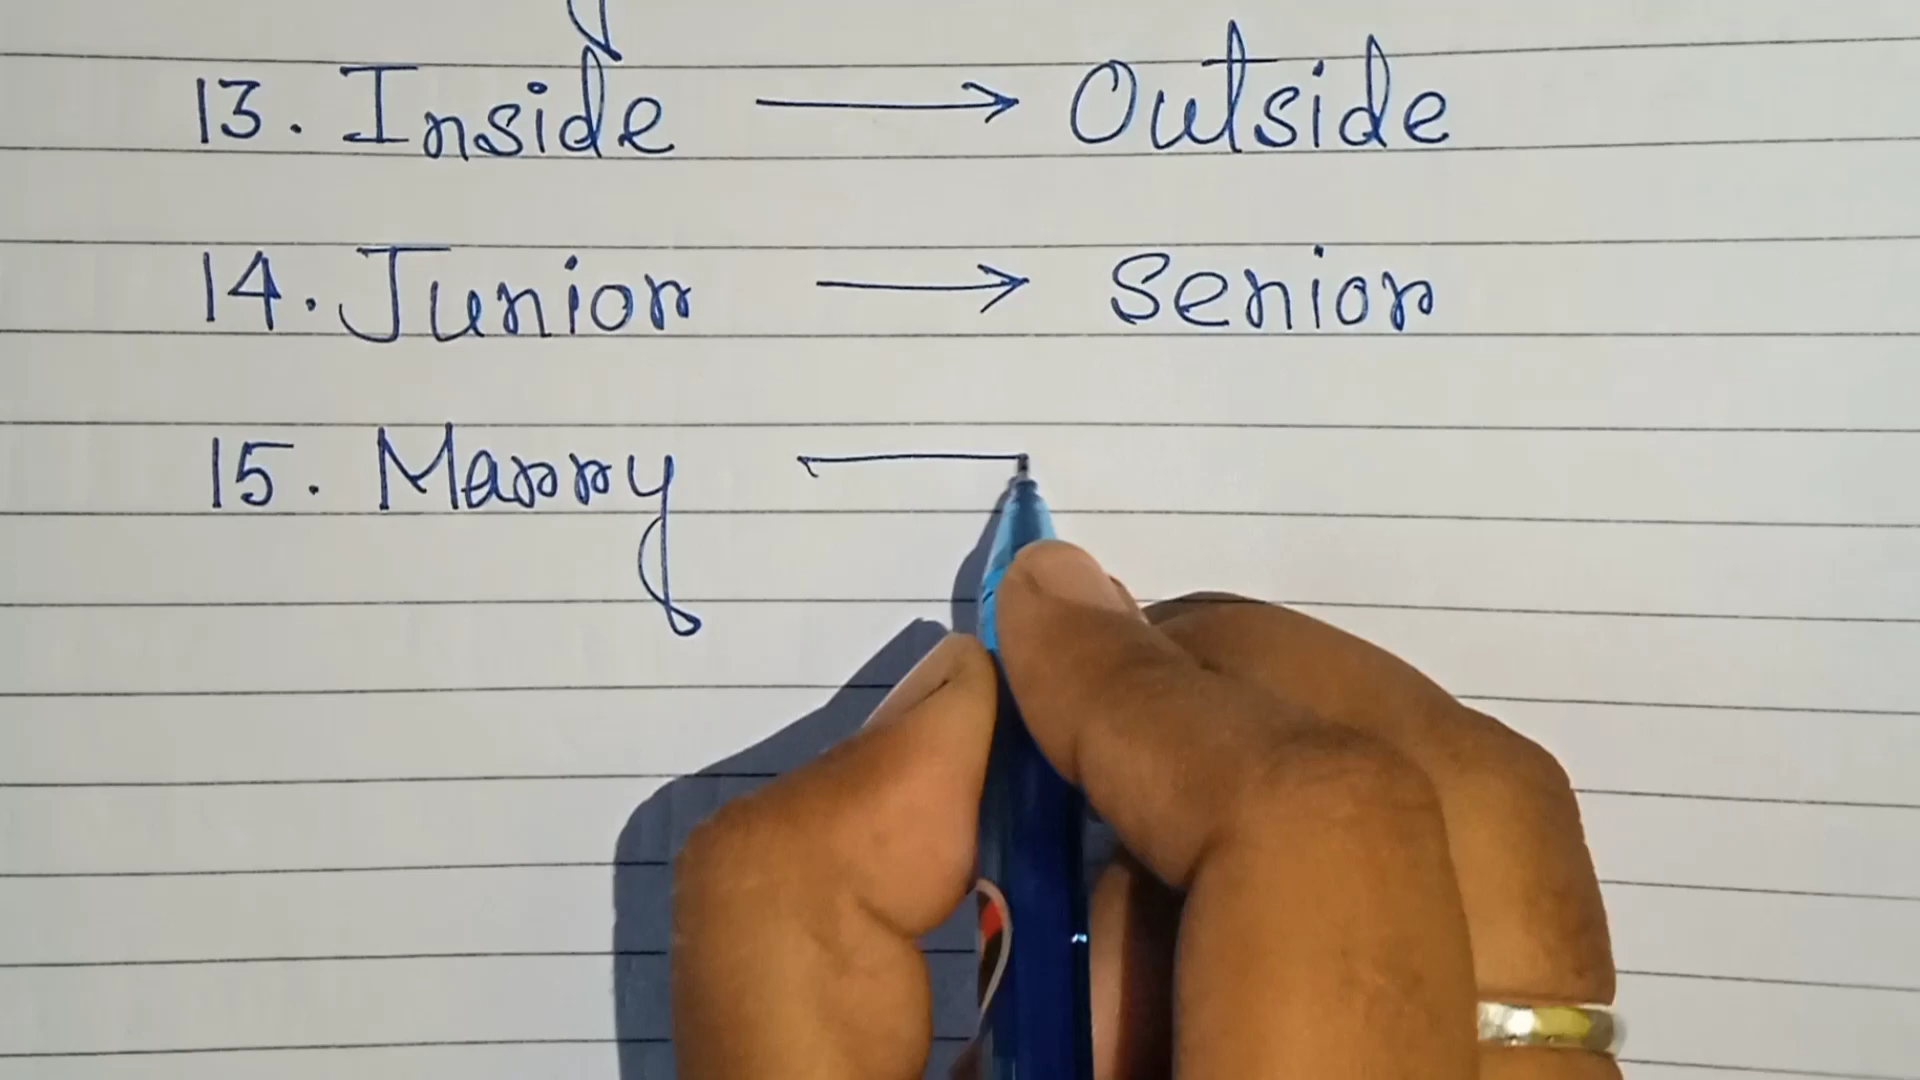 13. Inside → Outside
14. Junior → Senior
15. Marry